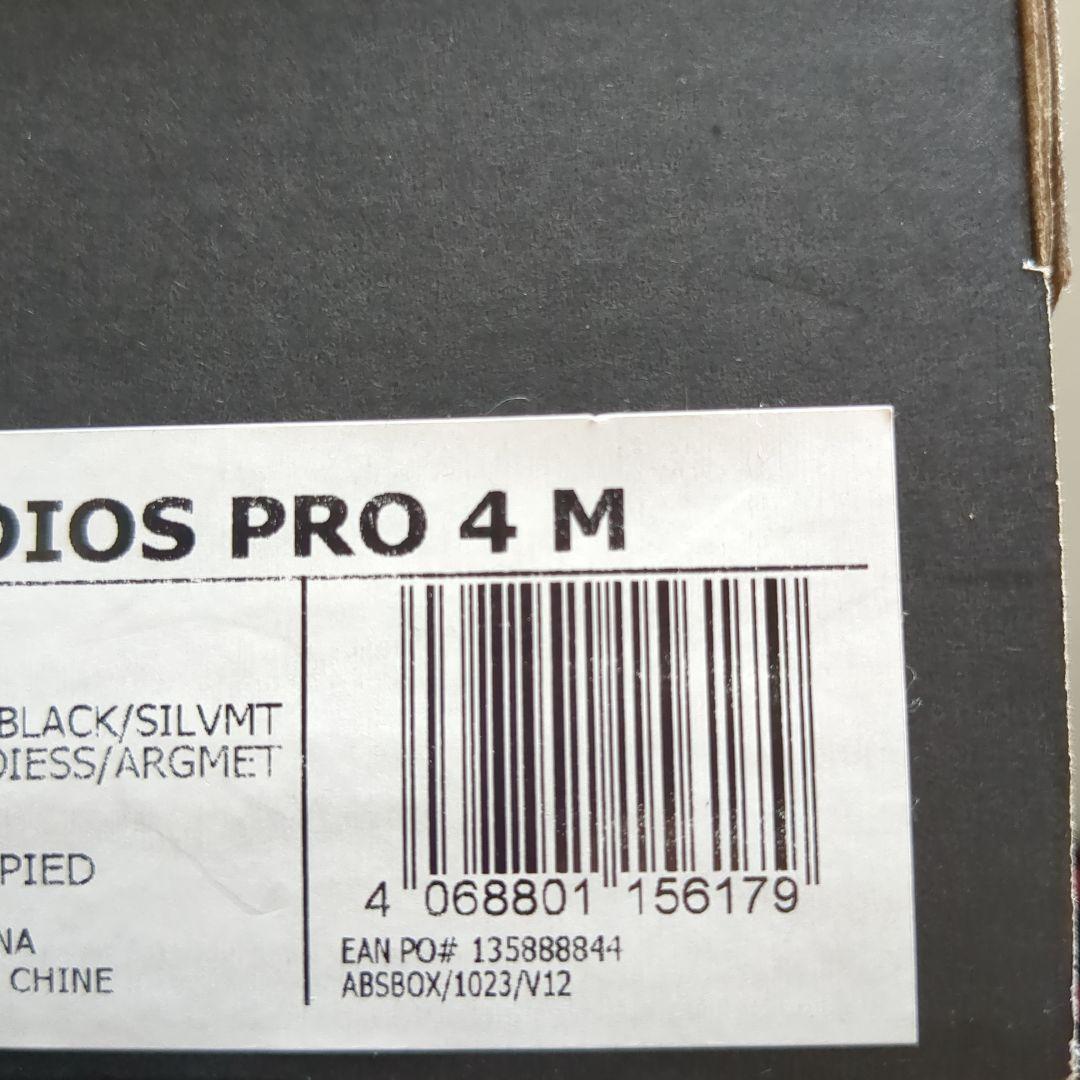 DIOS PRO 4 M
BLACK/SILVMT
DIESS/ARGMET
PIED
NA
CHINE
4 068801 156179
EAN PO# 135888844
ABSBOX/1023/V12